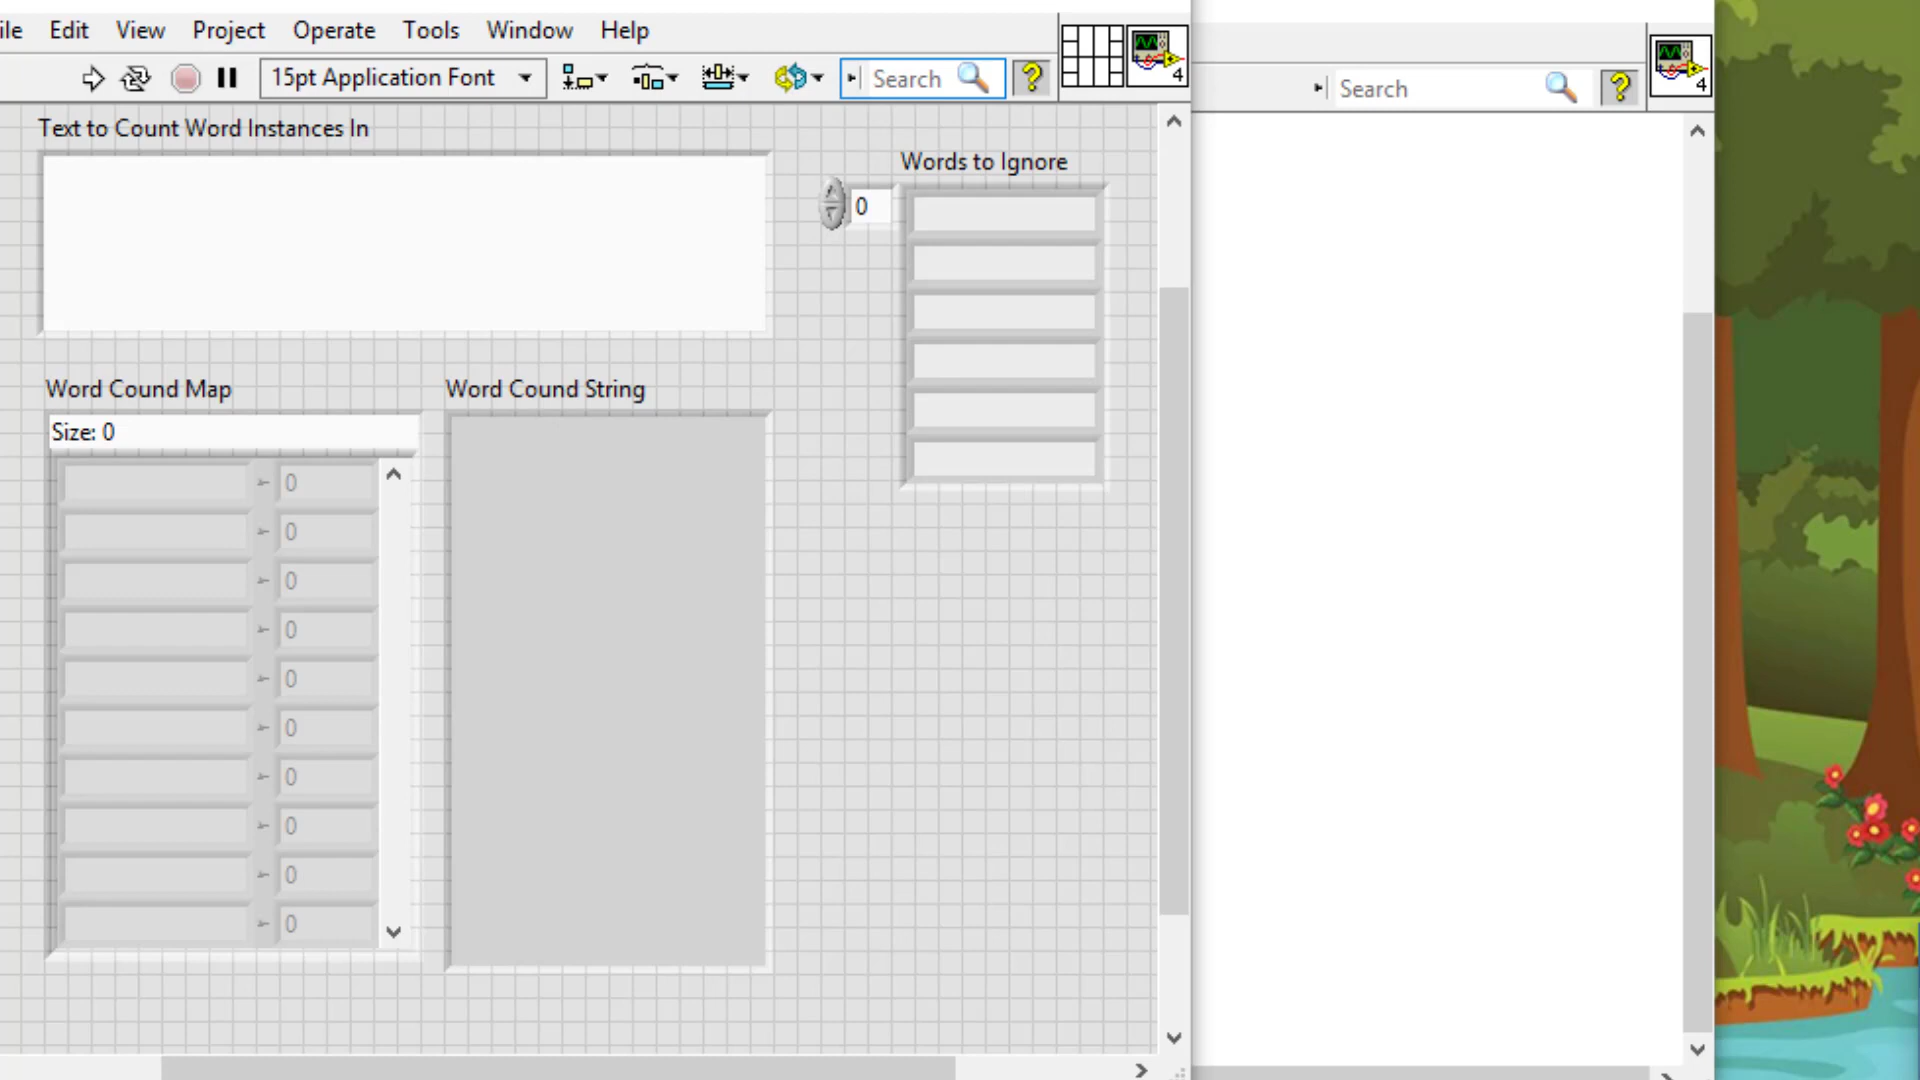 ile Edit View Project Operate Tools Window Help
15pt Application Font
Search
?
4
Search
?
4
Text to Count Word Instances In
Words to Ignore
0
Word Cound Map
Word Cound String
Size: 0
0
0
0
0
0
0
0
0
0
0